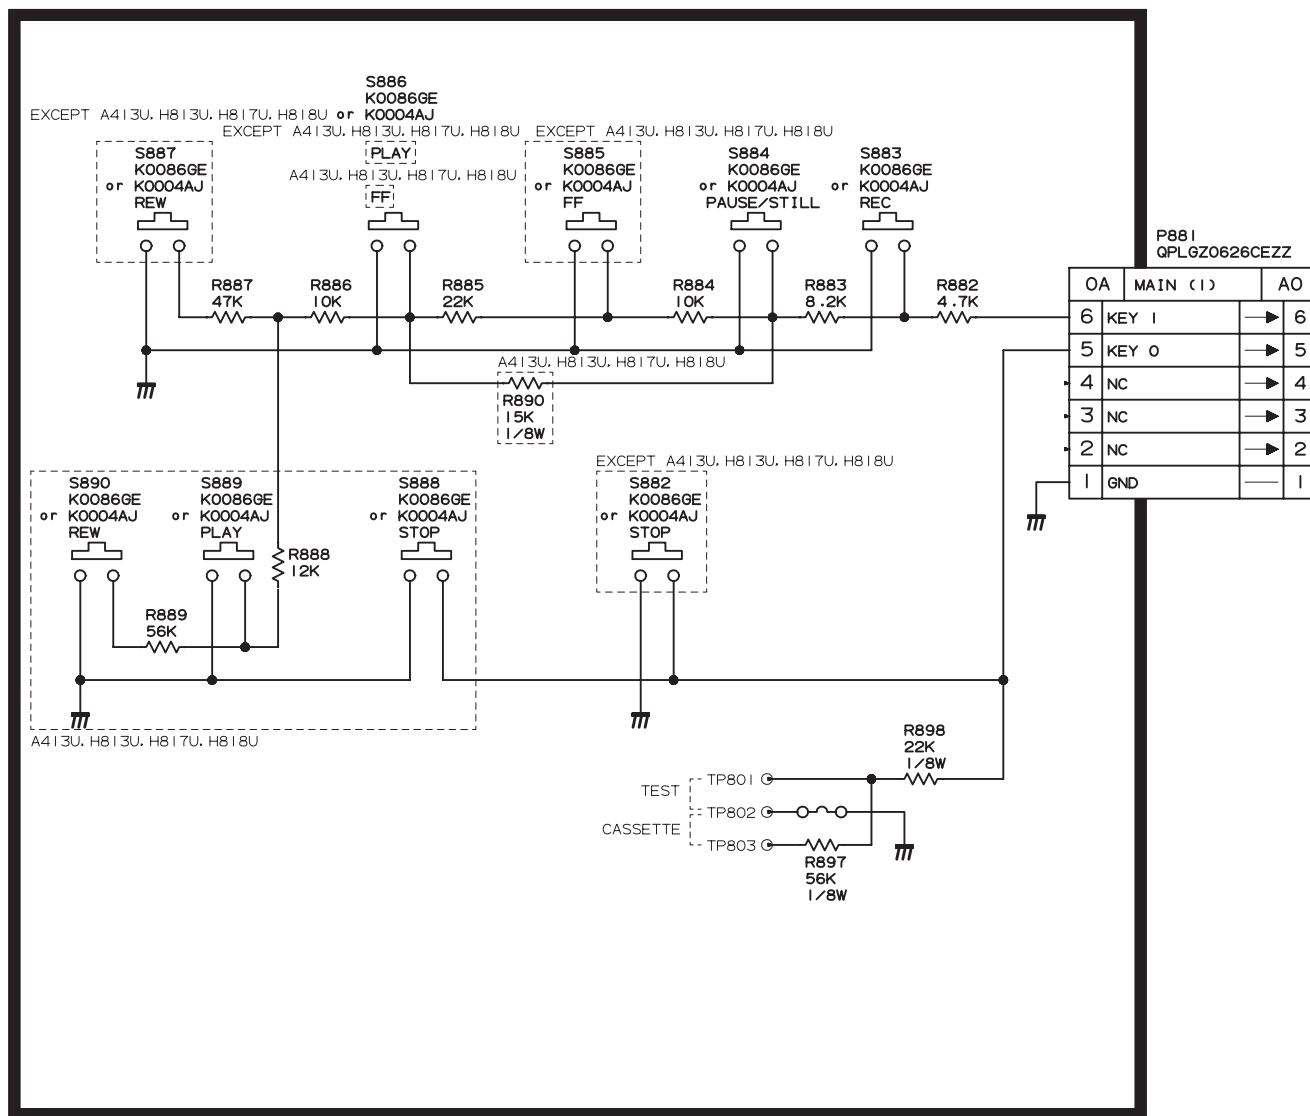 S886
K0086GE
EXCEPT A413U. H813U. H817U. H818U or K0004AJ
EXCEPT A413U. H813U. H817U. H818U
EXCEPT A413U. H813U. H817U. H818U
PLAY
A413U. H813U. H817U. H818U
FF
S887
K0086GE
or K0004AJ
REW
S885
K0086GE
or K0004AJ
FF
S884
K0086GE
or K0004AJ
PAUSE/STILL
S883
K0086GE
or K0004AJ
REC
P881
QPLGZ0626CEZZ
OA MAIN (1) AO
6 KEY 1 6
5 KEY 0 5
4 NC 4
3 NC 3
2 NC 2
1 GND 1
R887
47K
R886
10K
R885
22K
R884
10K
R883
8.2K
R882
4.7K
A413U. H813U. H817U. H818U
R890
15K
1/8W
EXCEPT A413U. H813U. H817U. H818U
S890
K0086GE
or K0004AJ
REW
S889
K0086GE
or K0004AJ
PLAY
S888
K0086GE
or K0004AJ
STOP
S882
K0086GE
or K0004AJ
STOP
R888
12K
R889
56K
A413U. H813U. H817U. H818U
R898
22K
1/8W
TEST
CASSETTE
TP801
TP802
TP803
R897
56K
1/8W